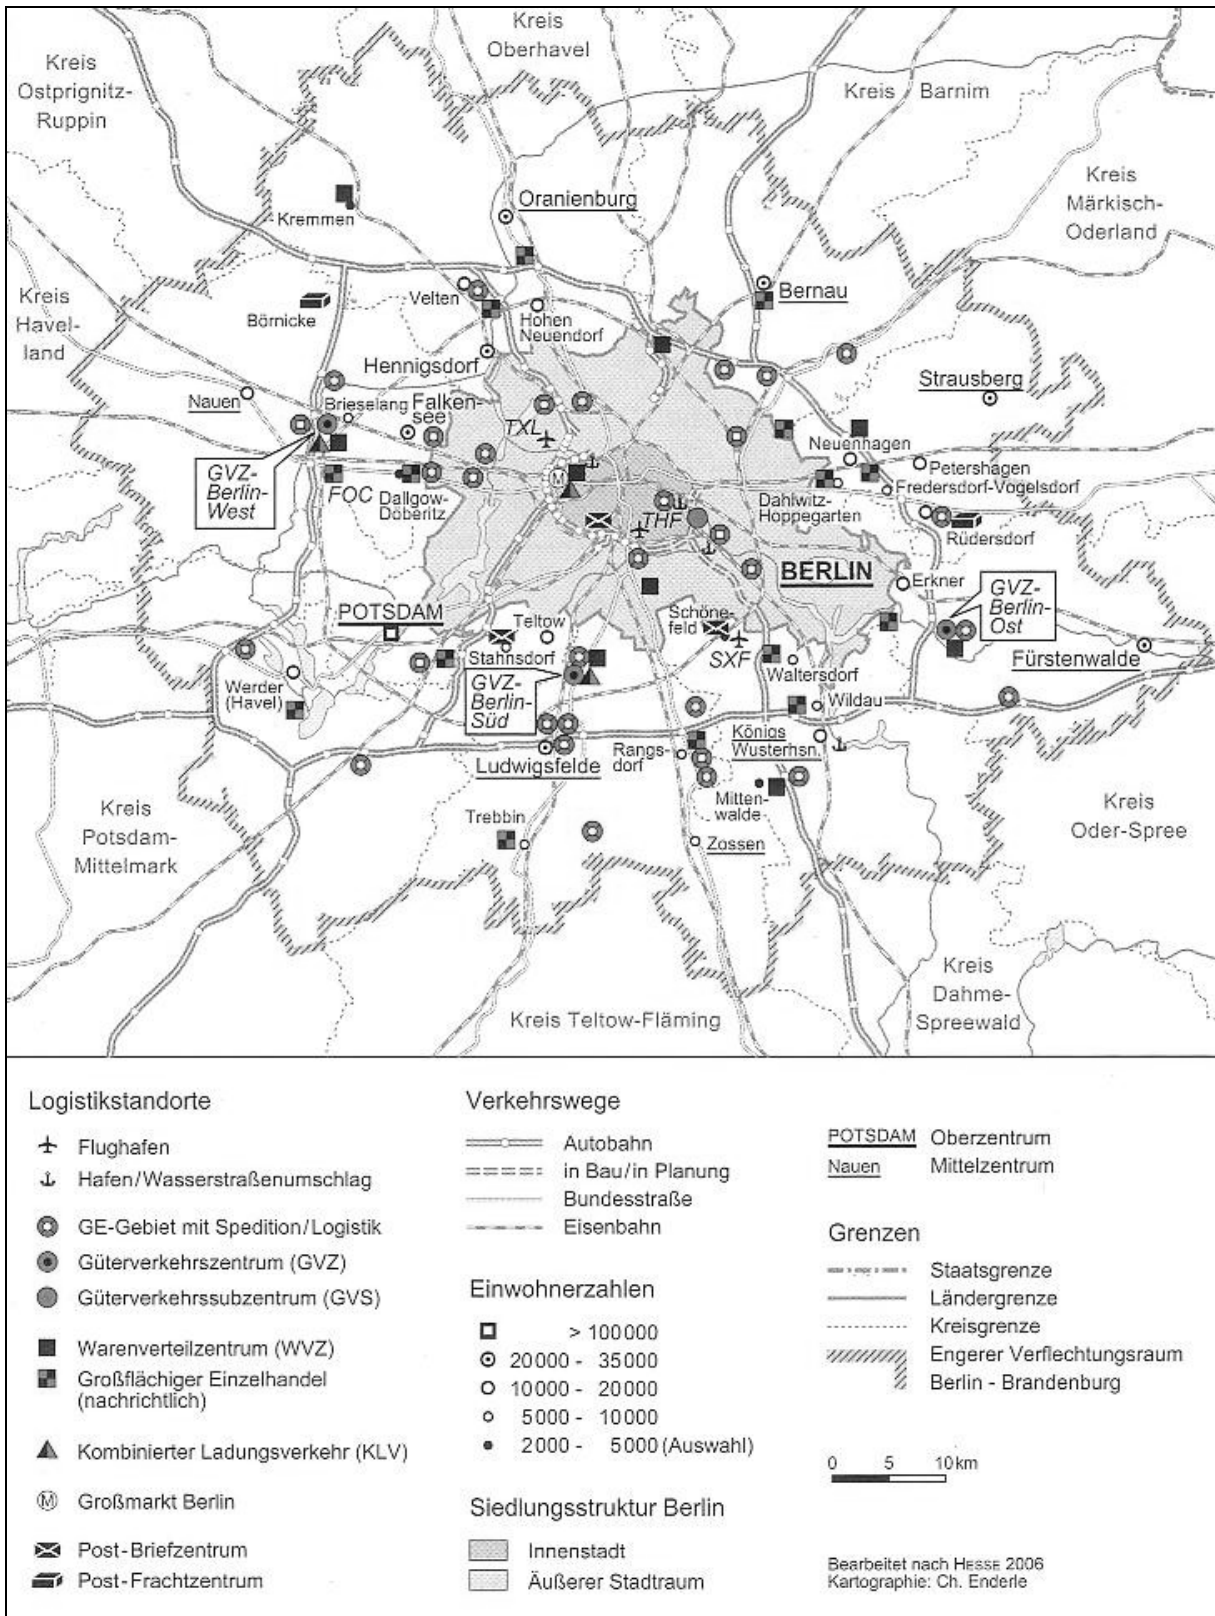 Kreis
Oberhavel
Kreis
Ostprignitz-
Ruppin
Kreis Barnim
Kreis
Märkisch-
Oderland
Oranienburg
Kremmen
Kreis
Havel-
land
Börnicke
Velten
Hohen
Neuendorf
Bernau
Hennigsdorf
Strausberg
Nauen
Brieselang
Falken-
see
TXL
Neuenhagen
GVZ-
Berlin-
West
FOC
Dallgow-
Döberitz
M
Petershagen
Fredersdorf-Vogelsdorf
Dahlwitz-
Hoppegarten
THF
Rüdersdorf
BERLIN
Erkner
GVZ-
Berlin-
Ost
POTSDAM
Teltow
Schöne-
feld
Stahnsdorf
SXF
Fürstenwalde
Waltersdorf
Werder
(Havel)
GVZ-
Berlin-
Süd
Wildau
Königs
Wusterhsn.
Rangs-
dorf
Ludwigsfelde
Mitten-
walde
Kreis
Potsdam-
Mittelmark
Trebbin
Zossen
Kreis
Oder-Spree
Kreis
Dahme-
Spreewald
Kreis Teltow-Fläming
Logistikstandorte
Flughafen
Hafen/Wasserstraßenumschlag
GE-Gebiet mit Spedition/Logistik
Güterverkehrszentrum (GVZ)
Güterverkehrssubzentrum (GVS)
Warenverteilzentrum (WVZ)
Großflächiger Einzelhandel
(nachrichtlich)
Kombinierter Ladungsverkehr (KLV)
M Großmarkt Berlin
Post-Briefzentrum
Post-Frachtzentrum
Verkehrswege
Autobahn
in Bau/in Planung
Bundesstraße
Eisenbahn
Einwohnerzahlen
> 100000
20000 - 35000
10000 - 20000
5000 - 10000
2000 - 5000 (Auswahl)
Siedlungsstruktur Berlin
Innenstadt
Äußerer Stadtraum
POTSDAM Oberzentrum
Nauen Mittelzentrum
Grenzen
Staatsgrenze
Ländergrenze
Kreisgrenze
Engerer Verflechtungsraum
Berlin - Brandenburg
0 5 10 km
Bearbeitet nach HESSE 2006
Kartographie: Ch. Enderle